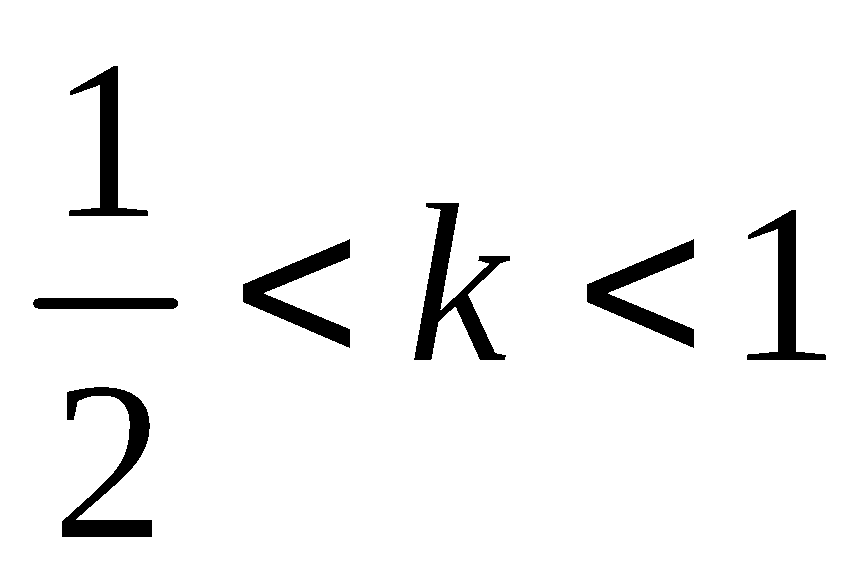 1/2 < k < 1